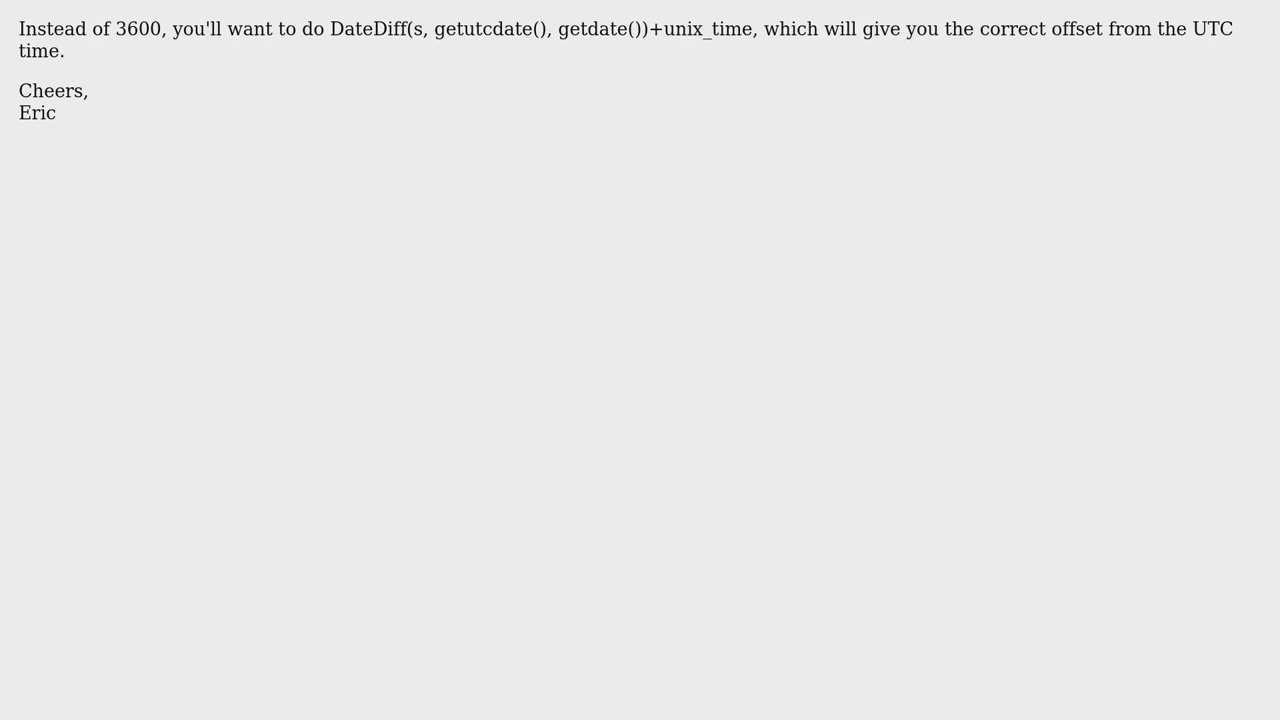 Instead of 3600, you'll want to do DateDiff(s, getutcdate(), getdate())+unix_time, which will give you the correct offset from the UTC
time.
Cheers,
Eric